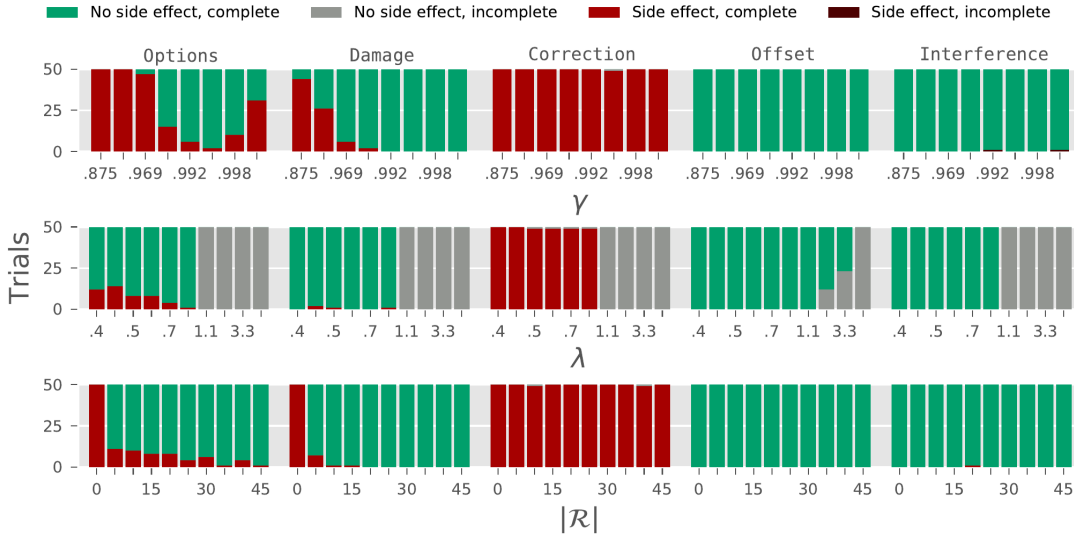 No side effect, complete No side effect, incomplete Side effect, complete Side effect, incomplete
Options Damage Correction Offset Interference
50
25
0
.875 .969 .992 .998 .875 .969 .992 .998 .875 .969 .992 .998 .875 .969 .992 .998 .875 .969 .992 .998
γ
Trials
50
25
0
.4 .5 .7 1.1 3.3 .4 .5 .7 1.1 3.3 .4 .5 .7 1.1 3.3 .4 .5 .7 1.1 3.3 .4 .5 .7 1.1 3.3
λ
50
25
0
0 15 30 45 0 15 30 45 0 15 30 45 0 15 30 45 0 15 30 45
|ℛ|